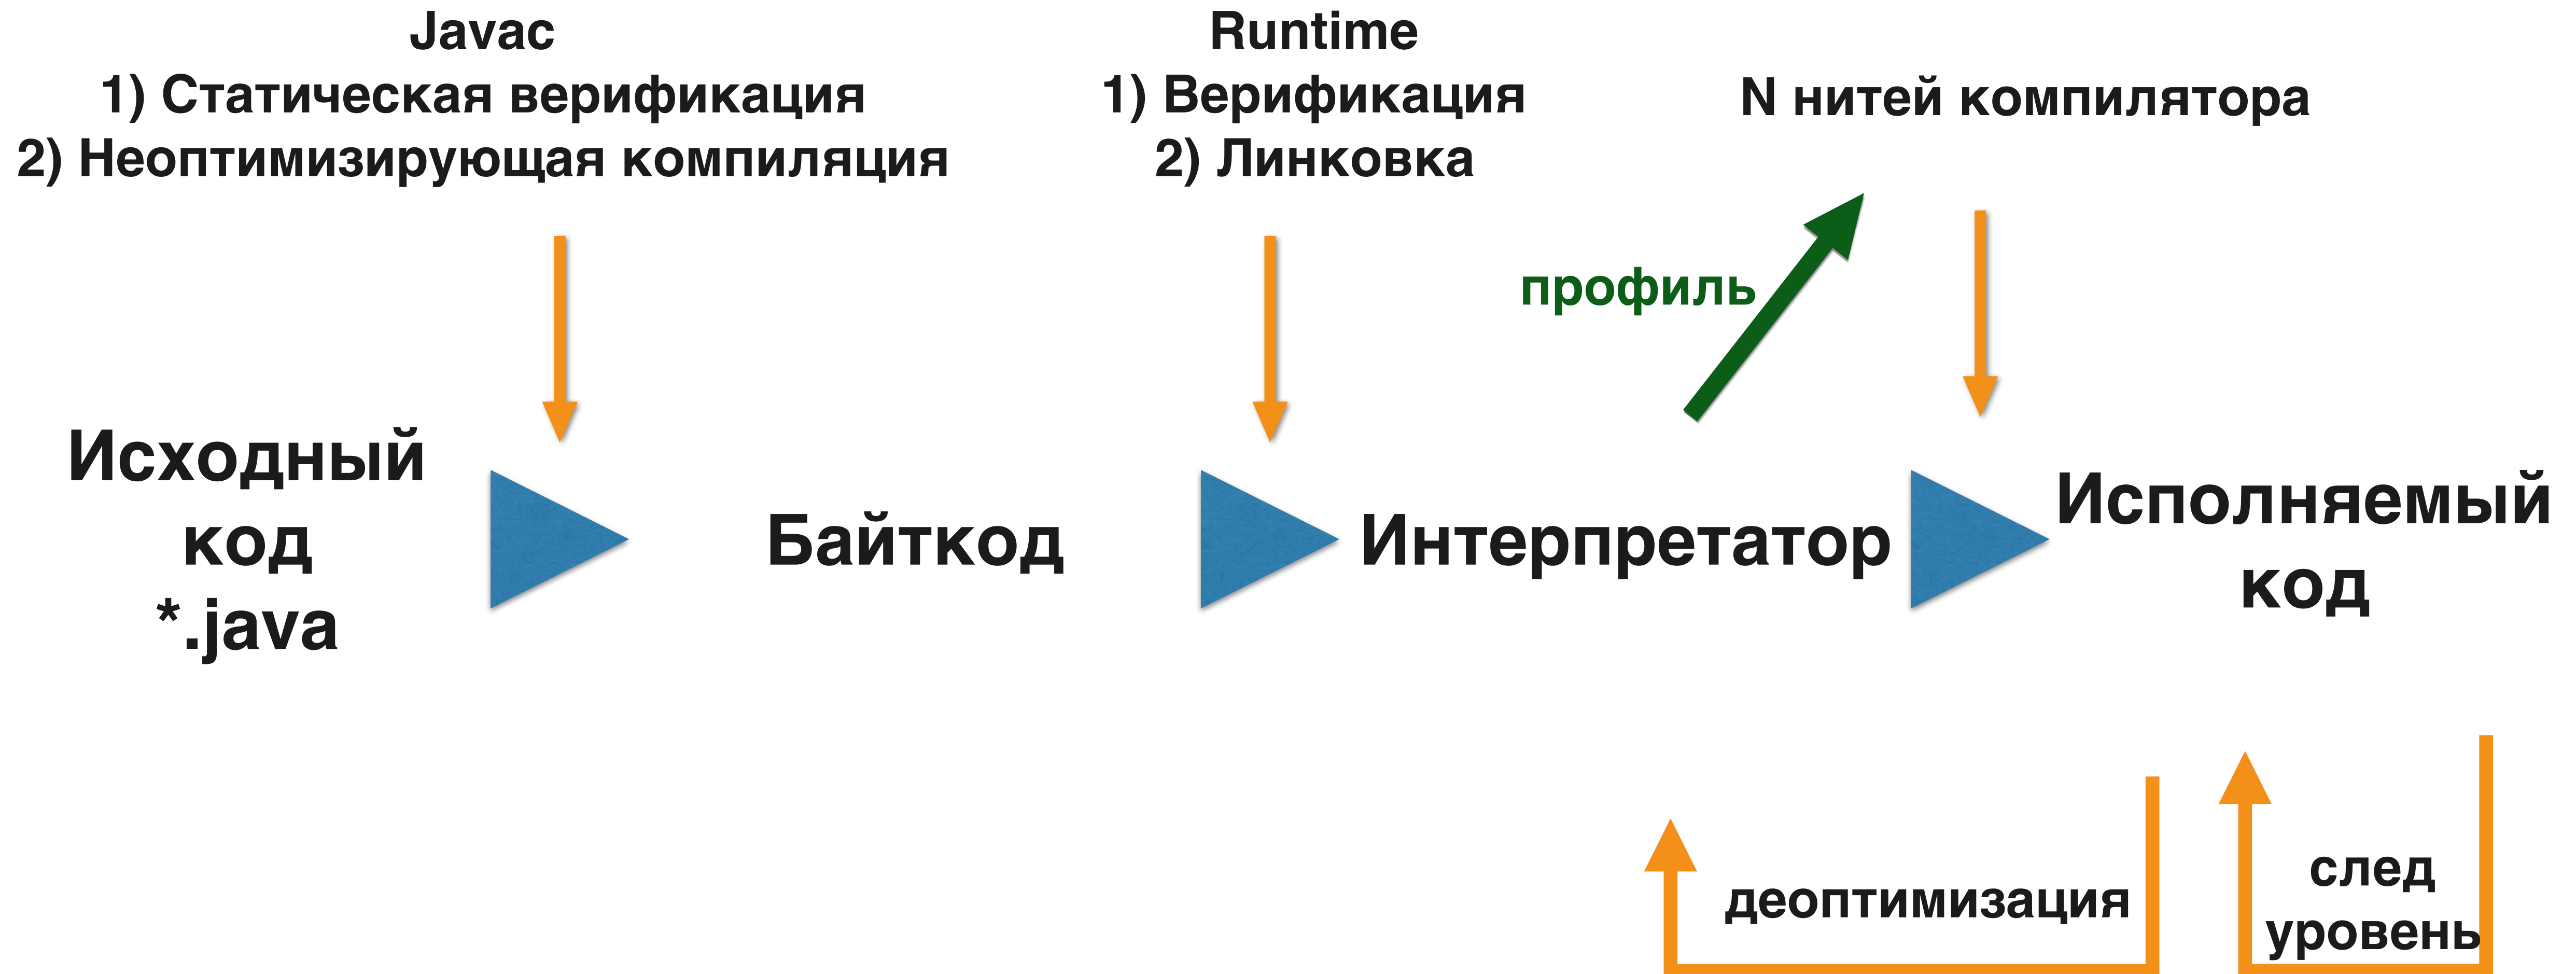 Javac
1) Статическая верификация
2) Неоптимизирующая компиляция
Runtime
1) Верификация
2) Линковка
N нитей компилятора
профиль
Исходный
код
*.java
Байткод
Интерпретатор
Исполняемый
код
деоптимизация
след
уровень